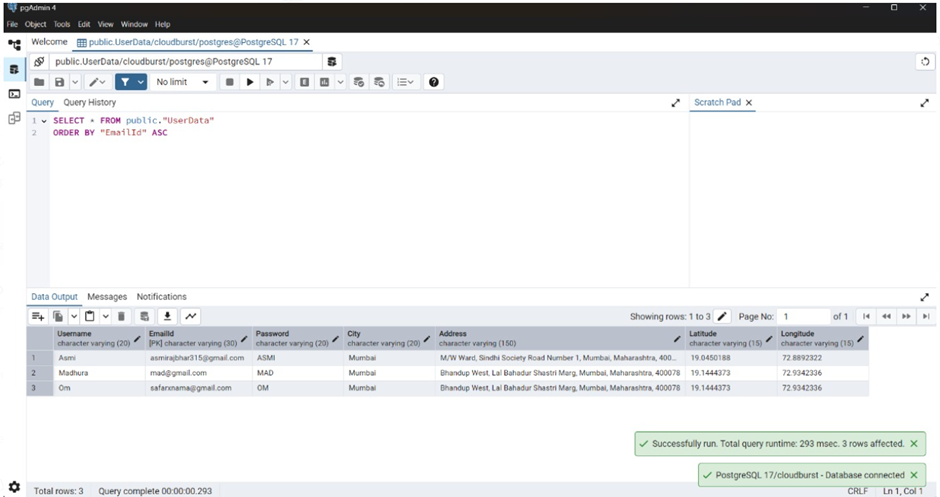 pgAdmin 4
File Object Tools Edit View Window Help
Welcome public.UserData/cloudburst/postgres@PostgreSQL 17
public.UserData/cloudburst/postgres@PostgreSQL 17
No limit
Query Query History
Scratch Pad
1 SELECT * FROM public."UserData"
2 ORDER BY "EmailId" ASC
Data Output Messages Notifications
Showing rows: 1 to 3 Page No: 1 of 1
Username EmailId Password City Address Latitude Longitude
character varying (20) [PK] character varying (30) character varying (20) character varying (20) character varying (150) character varying (15) character varying (15)
1 Asmi asmirajbhar315@gmail.com ASMI Mumbai M/W Ward, Sindhi Society Road Number 1, Mumbai, Maharashtra, 400... 19.0450188 72.8892322
2 Madhura mad@gmail.com MAD Mumbai Bhandup West, Lal Bahadur Shastri Marg, Mumbai, Maharashtra, 400078 19.1444373 72.9342336
3 Om safarxnama@gmail.com OM Mumbai Bhandup West, Lal Bahadur Shastri Marg, Mumbai, Maharashtra, 400078 19.1444373 72.9342336
Successfully run. Total query runtime: 293 msec. 3 rows affected.
PostgreSQL 17/cloudburst - Database connected
Total rows: 3 Query complete 00:00:00.293 CRLF Ln 1, Col 1